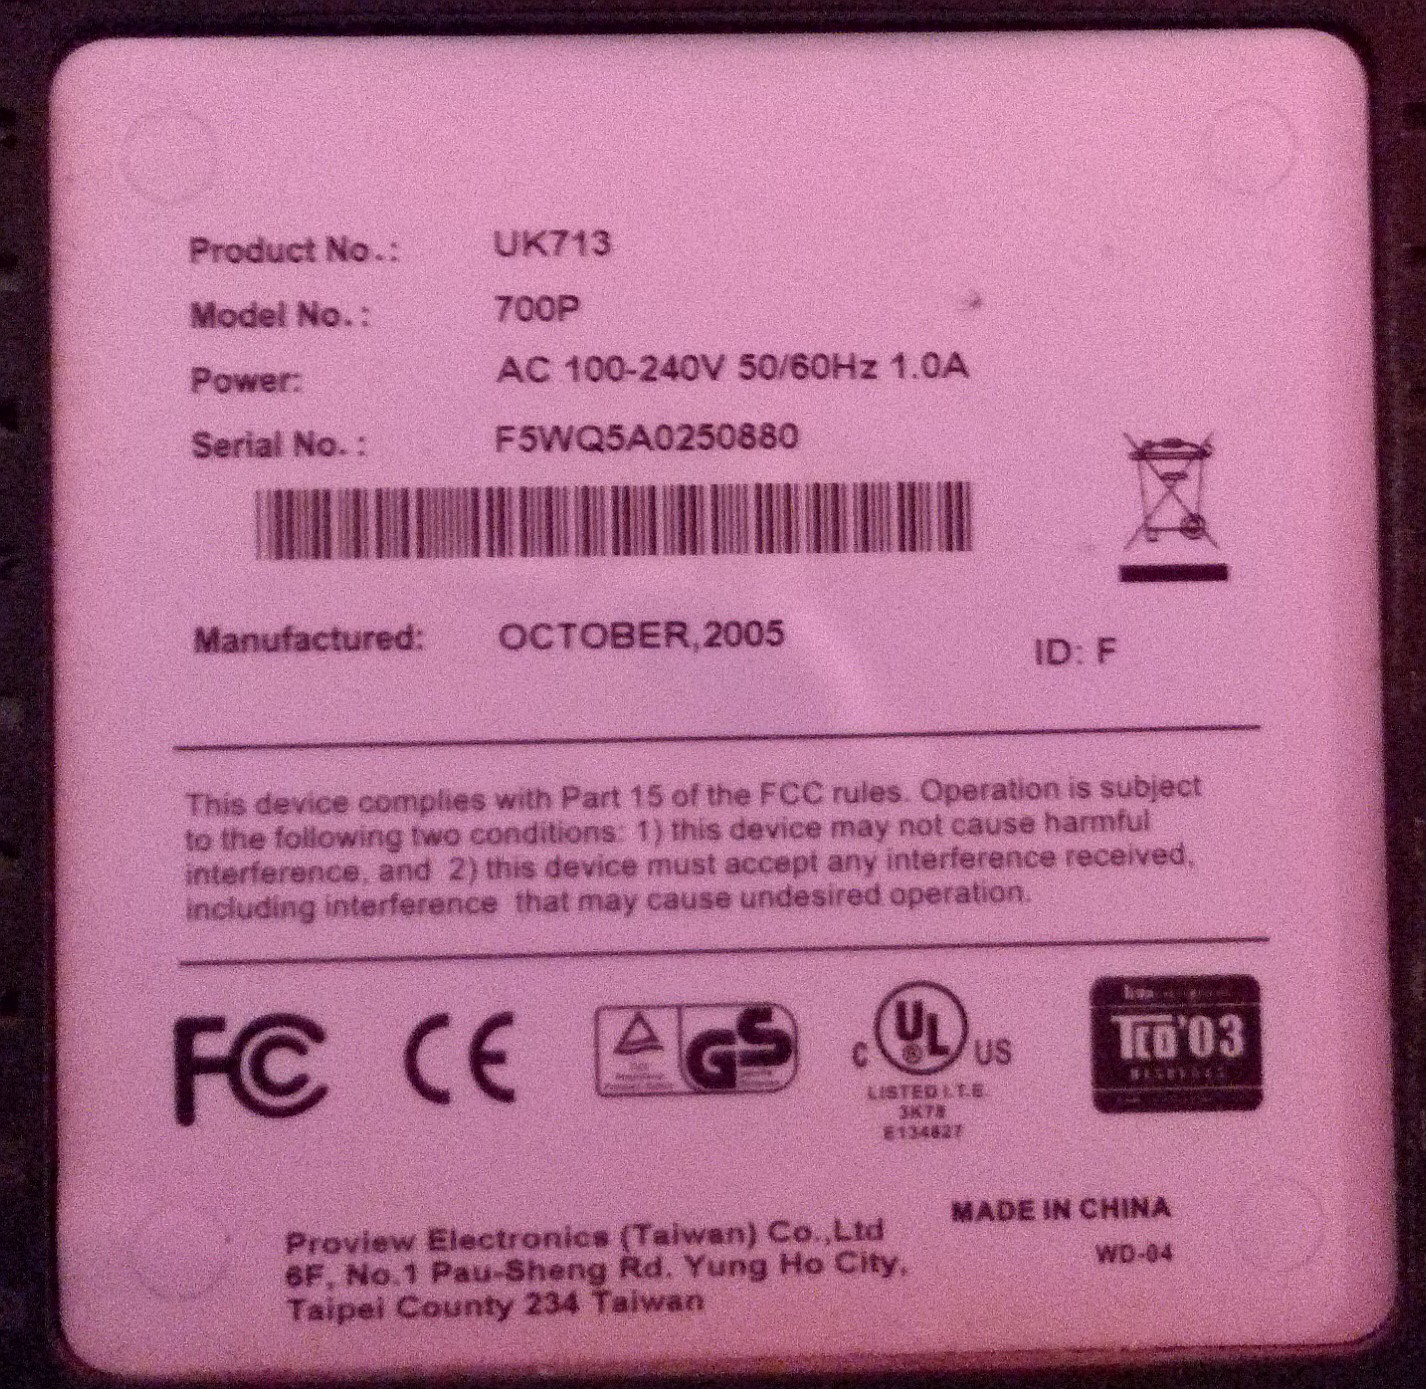 Product No.: UK713
Model No.: 700P
Power: AC 100-240V 50/60Hz 1.0A
Serial No.: F5WQ5A0250880
Manufactured: OCTOBER,2005
ID: F
This device complies with Part 15 of the FCC rules. Operation is subject
to the following two conditions: 1) this device may not cause harmful
interference, and 2) this device must accept any interference received,
including interference that may cause undesired operation.
FC CE GS
C UL ® US
LISTED I.T.E.
3K78
E134827
TCO'03
DISPLAYS
MADE IN CHINA
WD-04
Proview Electronics (Taiwan) Co.,Ltd
6F, No.1 Pau-Sheng Rd. Yung Ho City,
Taipei County 234 Taiwan